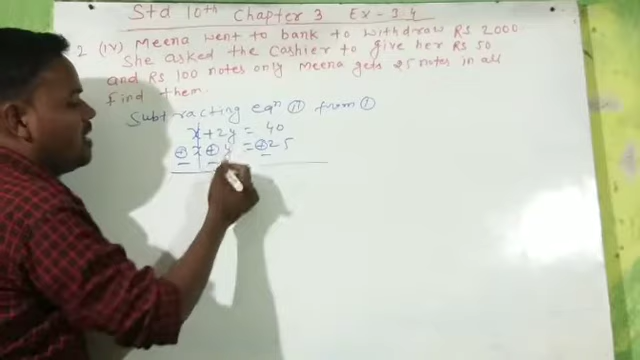 Std 10th Chapter 3 Ex-3.4
2 (IV) Meena went to bank to withdraw RS 2000
She asked the Cashier to give her RS 50
and RS 100 notes only Meena gets 25 notes in all
find them.
Subtracting eqn (II) from (I)
x + 2y = 40
⊕ x ⊕ y = ⊕ 25
− − −